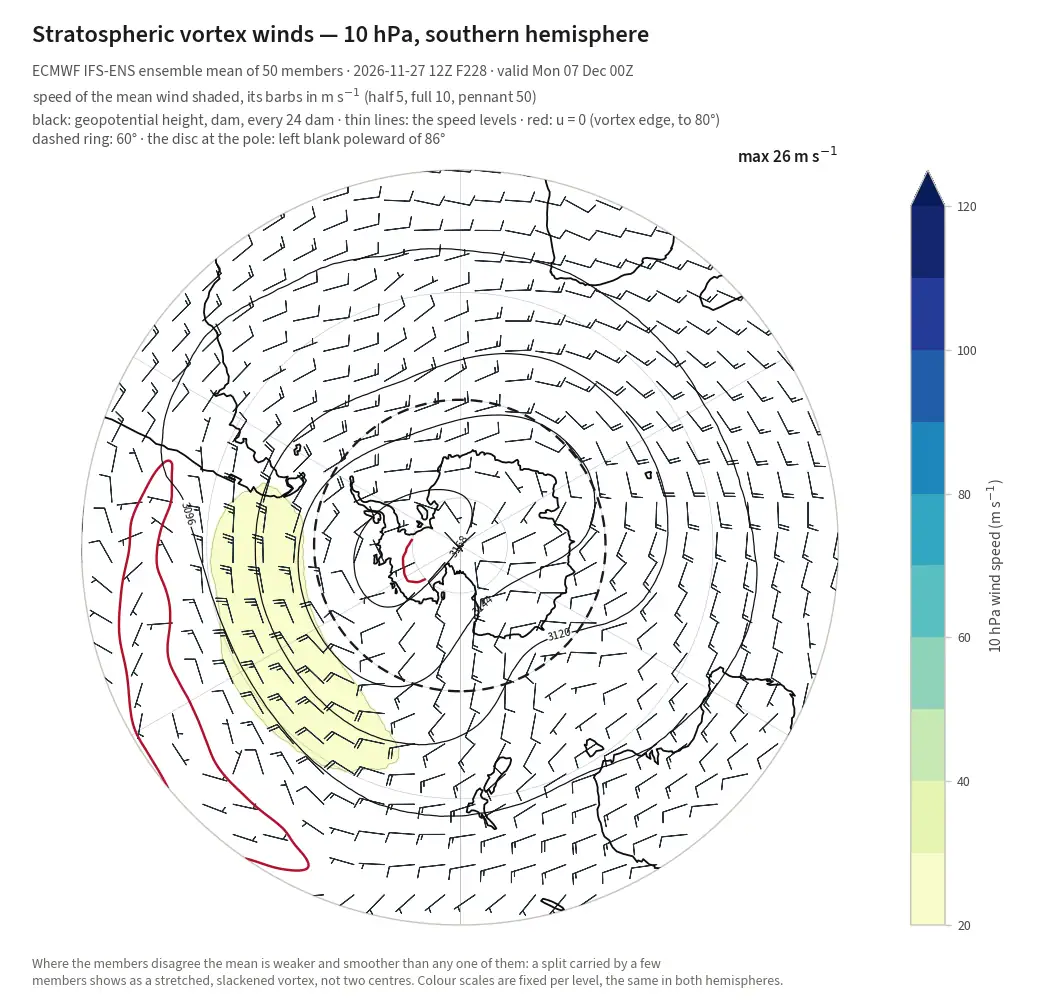 Stratospheric vortex winds — 10 hPa, southern hemisphere
ECMWF IFS-ENS ensemble mean of 50 members · 2026-11-27 12Z F228 · valid Mon 07 Dec 00Z
speed of the mean wind shaded, its barbs in m s⁻¹ (half 5, full 10, pennant 50)
black: geopotential height, dam, every 24 dam · thin lines: the speed levels · red: u = 0 (vortex edge, to 80°)
dashed ring: 60° · the disc at the pole: left blank poleward of 86°
max 26 m s⁻¹
120
100
80
60
40
20
10 hPa wind speed (m s⁻¹)
3096
3120
Where the members disagree the mean is weaker and smoother than any one of them: a split carried by a few
members shows as a stretched, slackened vortex, not two centres. Colour scales are fixed per level, the same in both hemispheres.